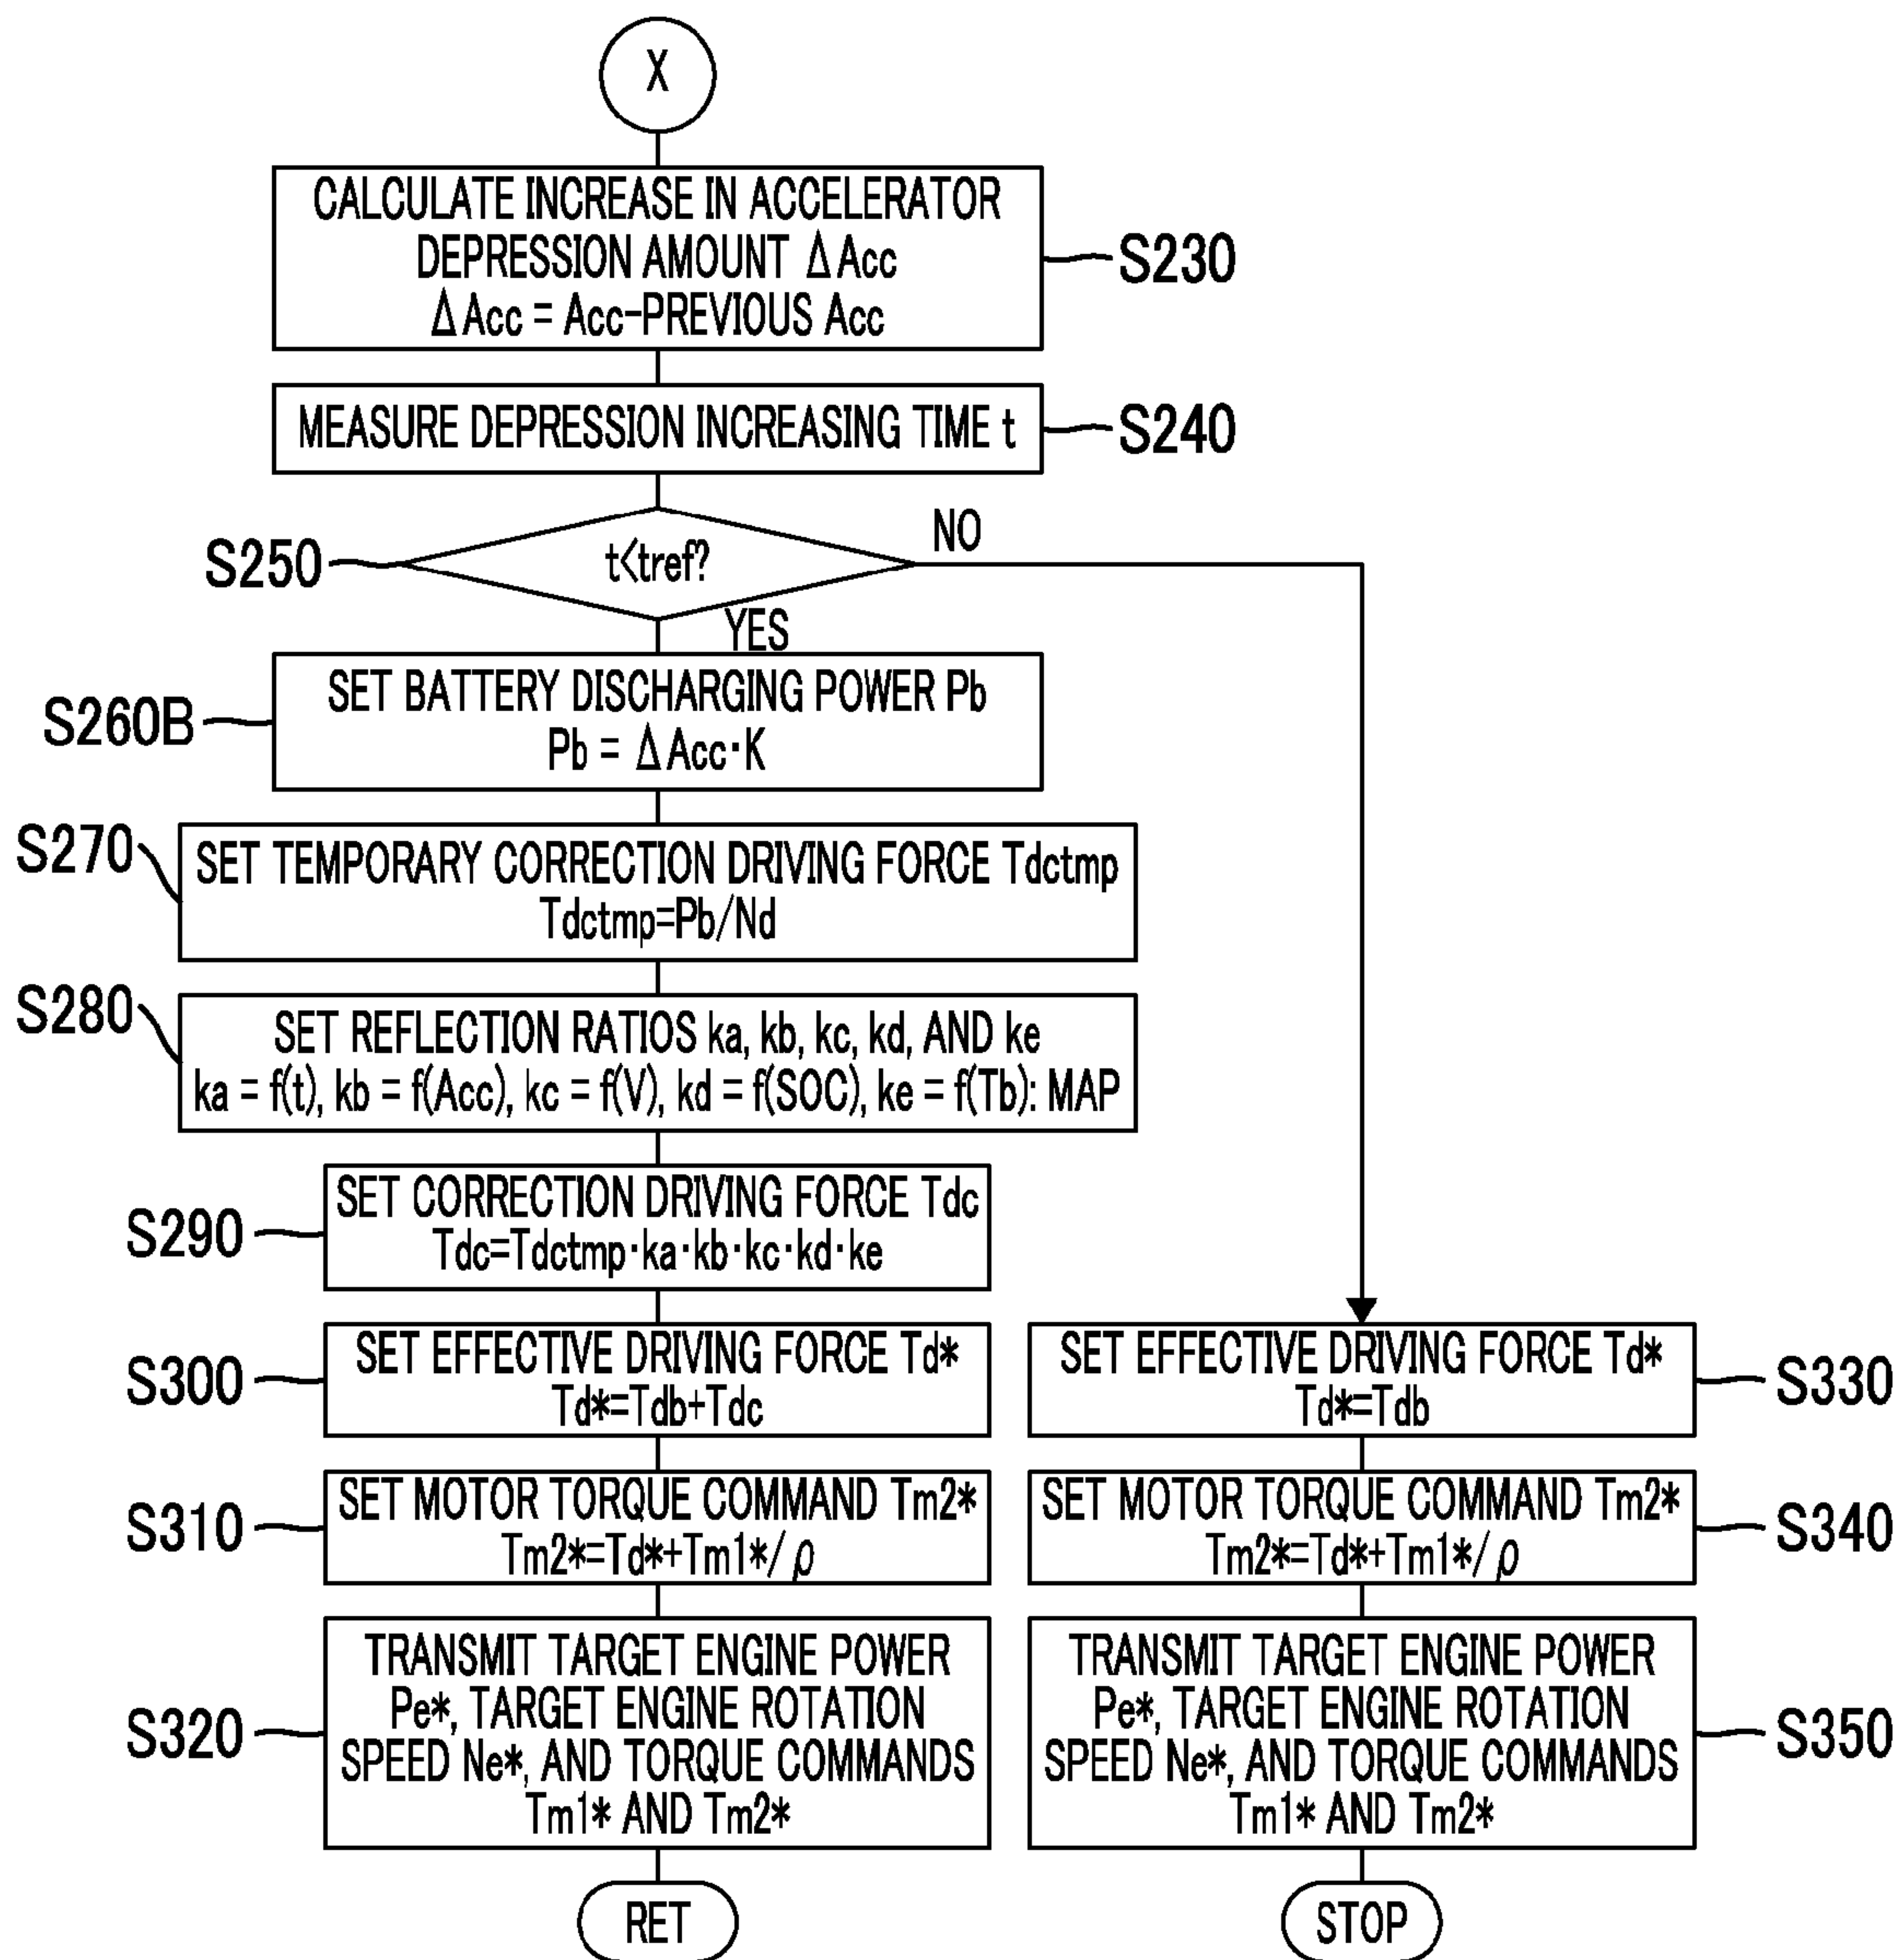 X
CALCULATE INCREASE IN ACCELERATOR
DEPRESSION AMOUNT ΔAcc
ΔAcc = Acc-PREVIOUS Acc
S230
MEASURE DEPRESSION INCREASING TIME t
S240
S250
t<tref?
NO
YES
S260B
SET BATTERY DISCHARGING POWER Pb
Pb = ΔAcc·K
S270
SET TEMPORARY CORRECTION DRIVING FORCE Tdctmp
Tdctmp=Pb/Nd
S280
SET REFLECTION RATIOS ka, kb, kc, kd, AND ke
ka = f(t), kb = f(Acc), kc = f(V), kd = f(SOC), ke = f(Tb): MAP
S290
SET CORRECTION DRIVING FORCE Tdc
Tdc=Tdctmp·ka·kb·kc·kd·ke
S300
SET EFFECTIVE DRIVING FORCE Td*
Td*=Tdb+Tdc
S310
SET MOTOR TORQUE COMMAND Tm2*
Tm2*=Td*+Tm1*/ρ
S320
TRANSMIT TARGET ENGINE POWER
Pe*, TARGET ENGINE ROTATION
SPEED Ne*, AND TORQUE COMMANDS
Tm1* AND Tm2*
RET
SET EFFECTIVE DRIVING FORCE Td*
Td*=Tdb
S330
SET MOTOR TORQUE COMMAND Tm2*
Tm2*=Td*+Tm1*/ρ
S340
TRANSMIT TARGET ENGINE POWER
Pe*, TARGET ENGINE ROTATION
SPEED Ne*, AND TORQUE COMMANDS
Tm1* AND Tm2*
S350
STOP